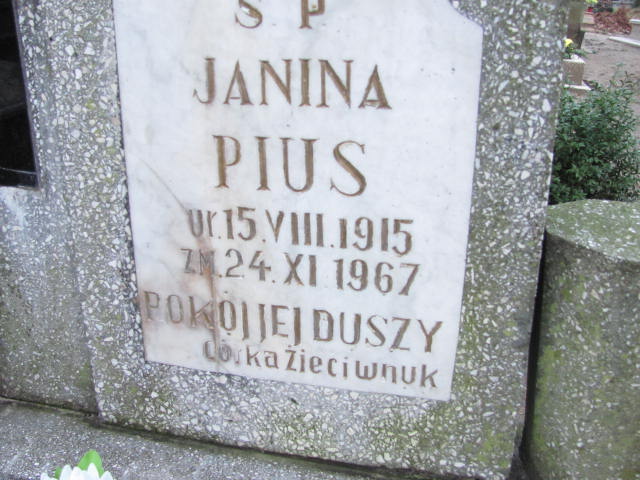 Ś P
JANINA
PIUS
ur.15.VIII.1915
ZM.24.XI.1967
POKÓJ JEJ DUSZY
córka zięć i wnuk